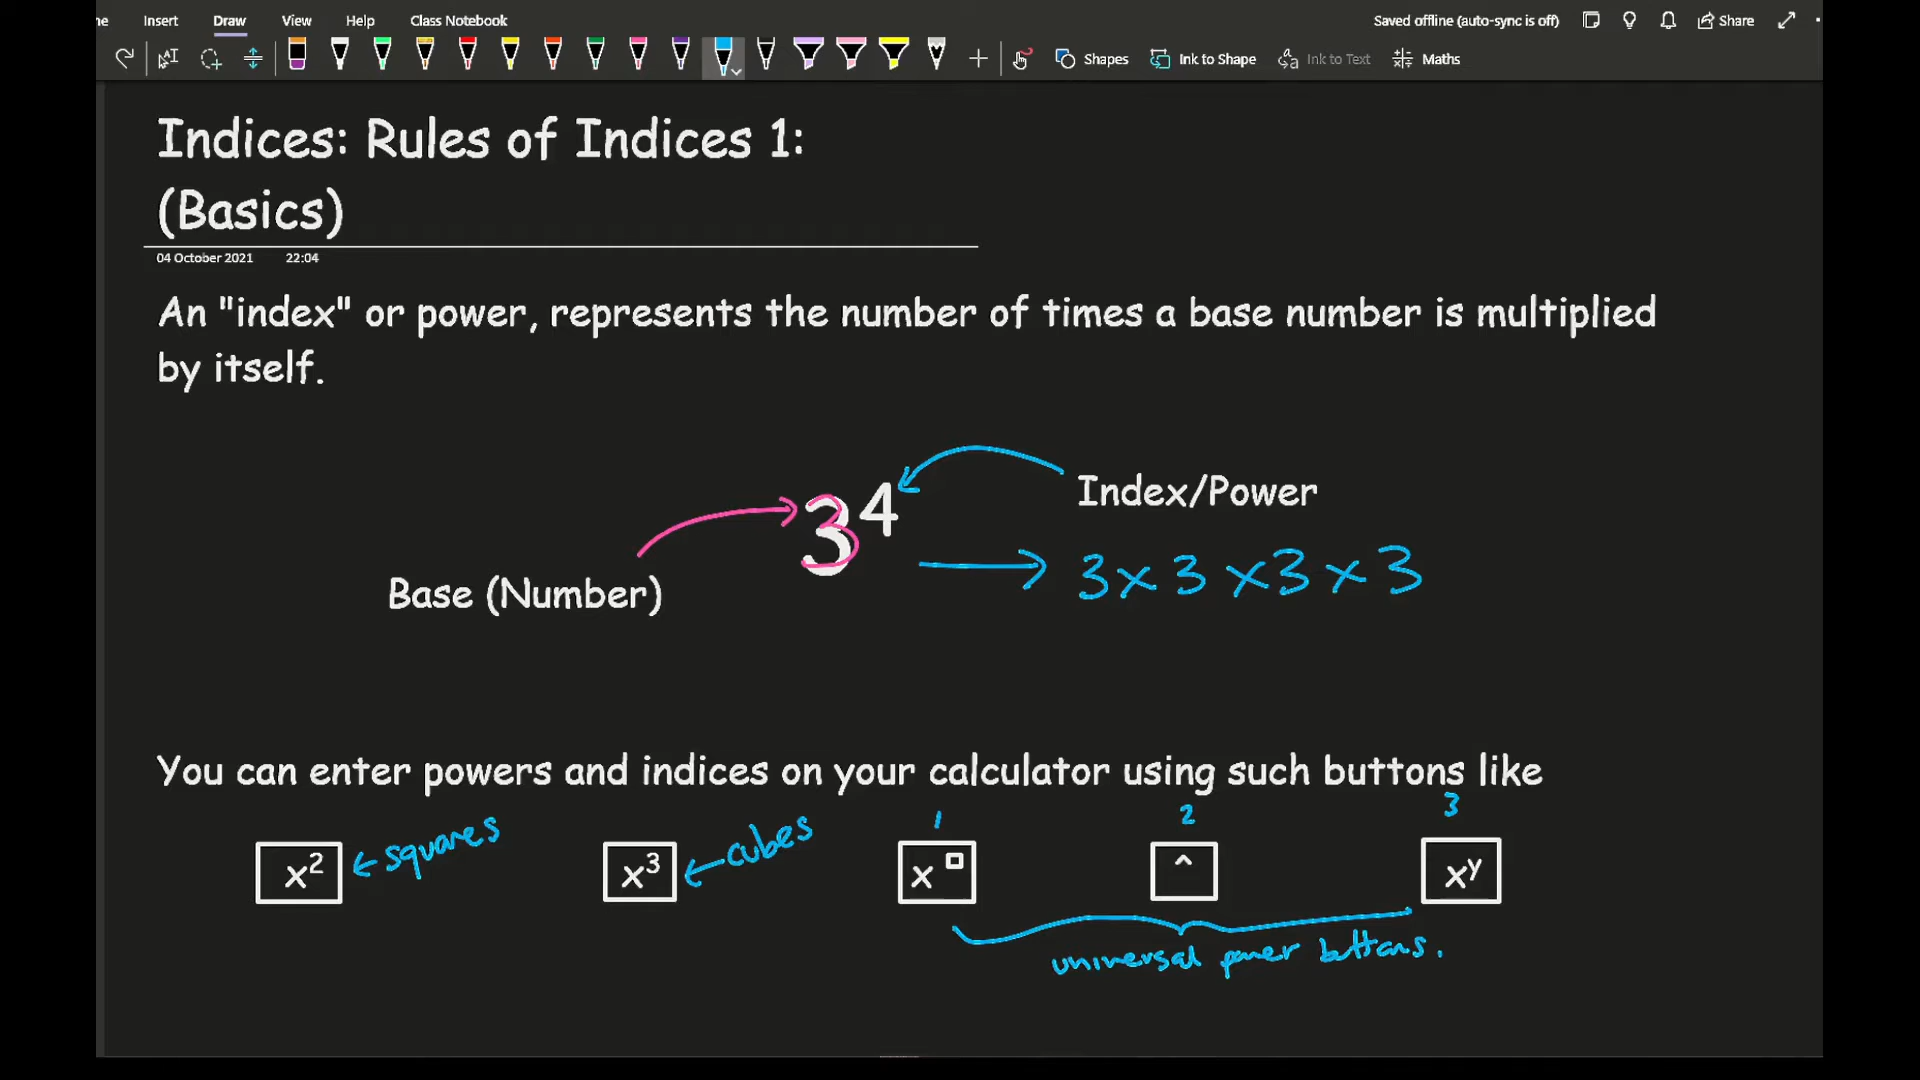 Insert Draw View Help Class Notebook Saved offline (auto-sync is off) Share
Shapes Ink to Shape Ink to Text Maths
Indices: Rules of Indices 1:
(Basics)
04 October 2021 22:04
An "index" or power, represents the number of times a base number is multiplied
by itself.
3⁴
Index/Power
3 x 3 x 3 x 3
Base (Number)
You can enter powers and indices on your calculator using such buttons like
1 2 3
x² ← squares x³ ← cubes x□ ^ xʸ
universal power buttons.